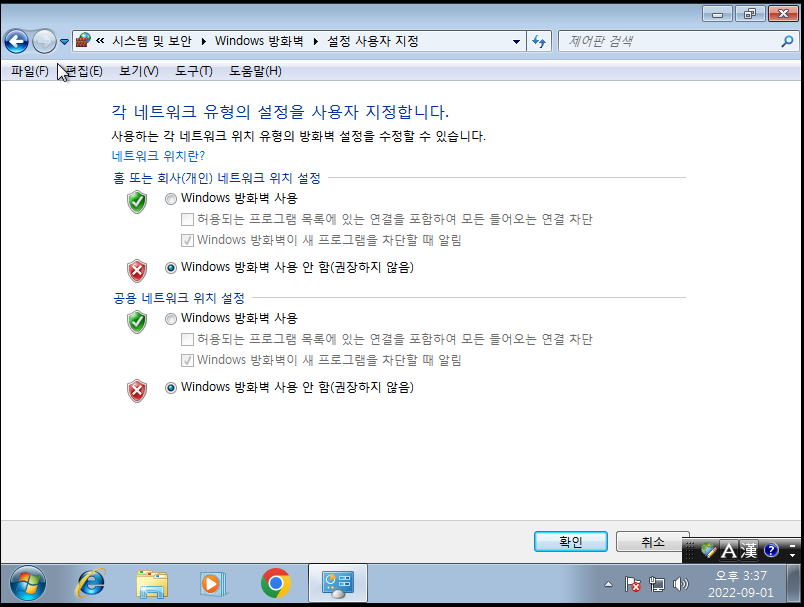 « 시스템 및 보안 ▸ Windows 방화벽 ▸ 설정 사용자 지정
제어판 검색
파일(F) 편집(E) 보기(V) 도구(T) 도움말(H)
각 네트워크 유형의 설정을 사용자 지정합니다.
사용하는 각 네트워크 위치 유형의 방화벽 설정을 수정할 수 있습니다.
네트워크 위치란?
홈 또는 회사(개인) 네트워크 위치 설정
Windows 방화벽 사용
허용되는 프로그램 목록에 있는 연결을 포함하여 모든 들어오는 연결 차단
Windows 방화벽이 새 프로그램을 차단할 때 알림
Windows 방화벽 사용 안 함(권장하지 않음)
공용 네트워크 위치 설정
Windows 방화벽 사용
허용되는 프로그램 목록에 있는 연결을 포함하여 모든 들어오는 연결 차단
Windows 방화벽이 새 프로그램을 차단할 때 알림
Windows 방화벽 사용 안 함(권장하지 않음)
확인 취소
A 漢 ?
오후 3:37
2022-09-01